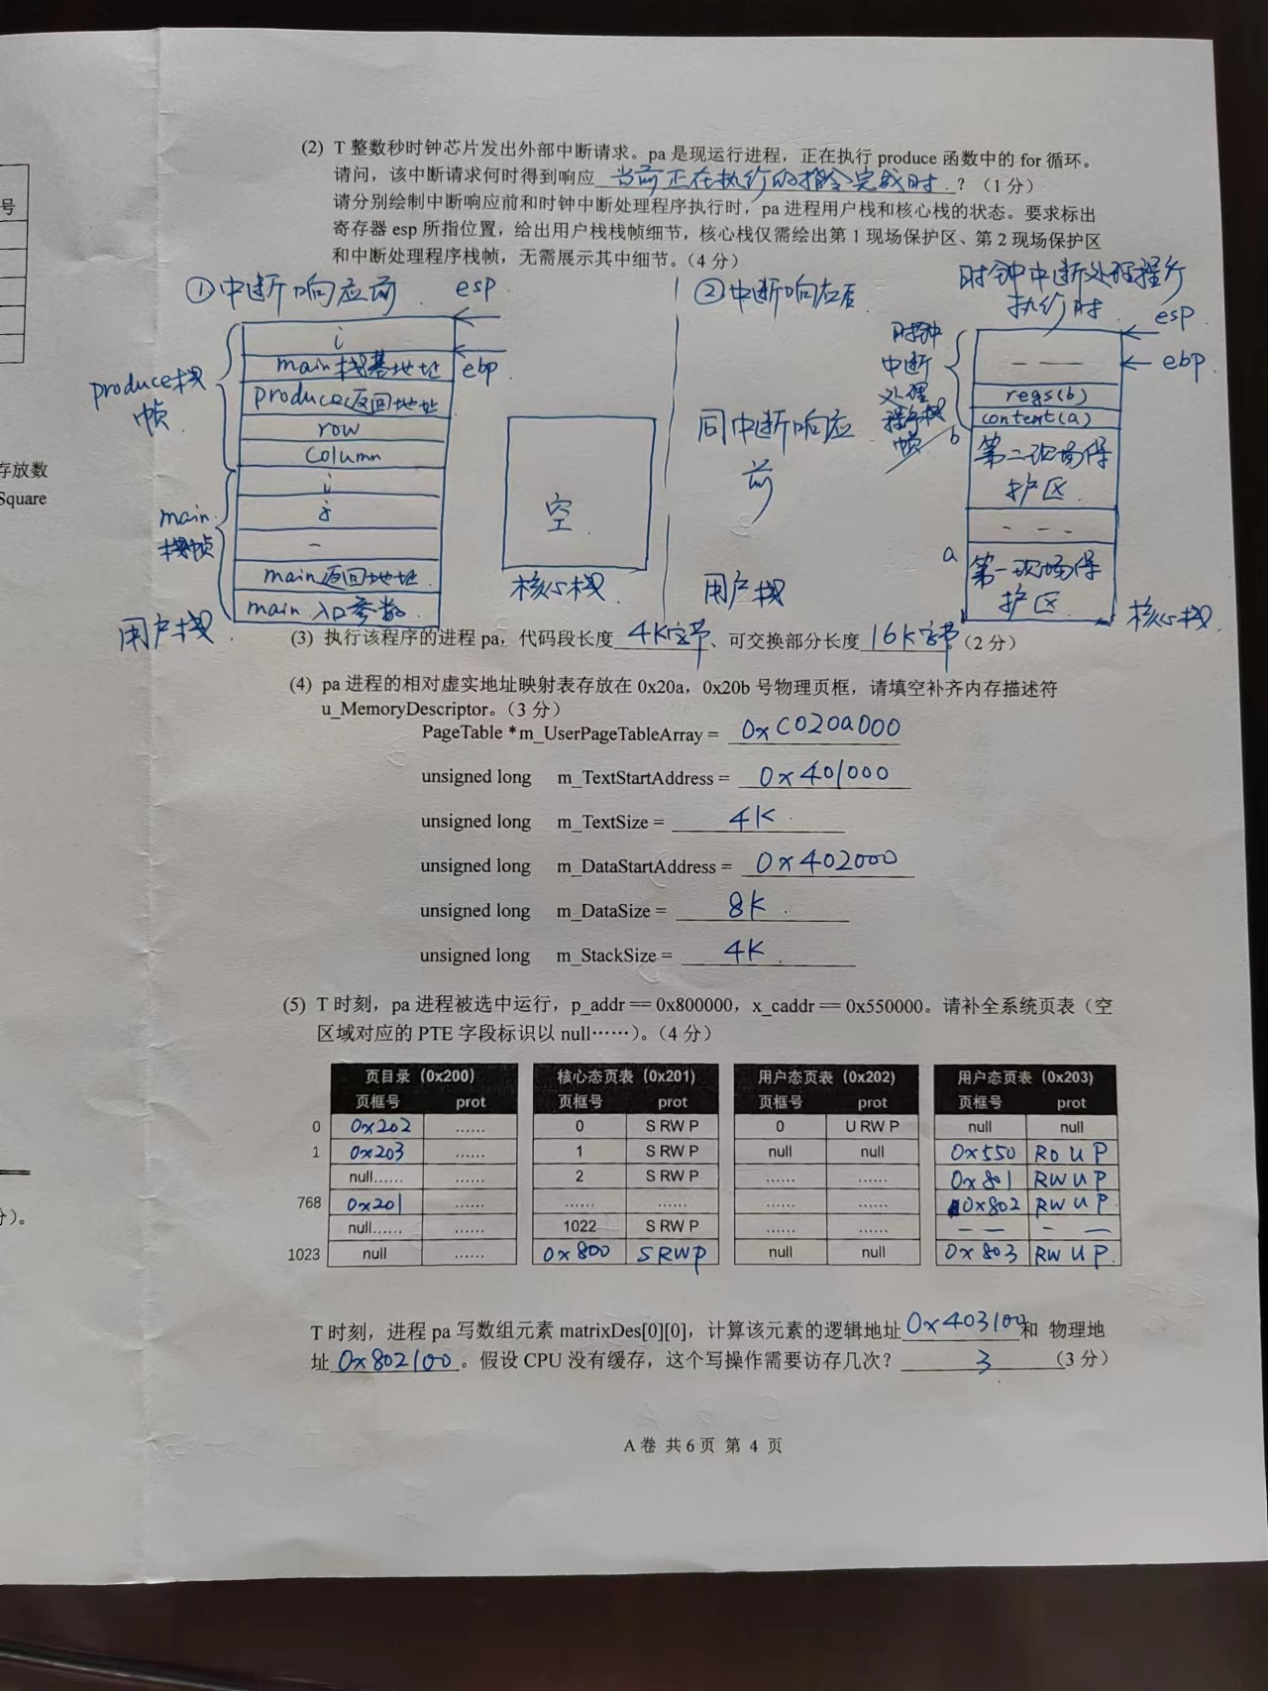 号
存放数
Square
分)。
(2) T 整数秒时钟芯片发出外部中断请求。pa 是现运行进程，正在执行 produce 函数中的 for 循环。
请问，该中断请求何时得到响应 当前正在执行的指令完成时 ？（1 分）
请分别绘制中断响应前和时钟中断处理程序执行时，pa 进程用户栈和核心栈的状态。要求标出
寄存器 esp 所指位置，给出用户栈栈帧细节，核心栈仅需绘出第 1 现场保护区、第 2 现场保护区
和中断处理程序栈帧，无需展示其中细节。（4 分）
①中断响应前
esp
i
main栈基地址
ebp
produce返回地址
row
column
produce栈帧
i
j
main返回地址
main入口参数
main栈帧
用户栈
空
核心栈
②中断响应后
同中断响应前
用户栈
时钟中断处理程序
执行时
esp
ebp
时钟
中断
处理
程序栈
帧
regs(b)
context(a)
b
第二现场保护区
a
第一现场保护区
核心栈
(3) 执行该程序的进程 pa，代码段长度 4K字节 、可交换部分长度 16K字节 （2 分）
(4) pa 进程的相对虚实地址映射表存放在 0x20a，0x20b 号物理页框，请填空补齐内存描述符
u_MemoryDescriptor。（3 分）
PageTable *m_UserPageTableArray = 0xC020a000
unsigned long m_TextStartAddress = 0x401000
unsigned long m_TextSize = 4K
unsigned long m_DataStartAddress = 0x402000
unsigned long m_DataSize = 8K
unsigned long m_StackSize = 4K
(5) T 时刻，pa 进程被选中运行，p_addr == 0x800000，x_caddr == 0x550000。请补全系统页表（空
区域对应的 PTE 字段标识以 null……）。（4 分）
页目录（0x200） 核心态页表（0x201） 用户态页表（0x202） 用户态页表（0x203）
页框号 prot 页框号 prot 页框号 prot 页框号 prot
0 0x202 …… 0 S RW P 0 U RW P null null
1 0x203 …… 1 S RW P null null 0x550 RO U P
null…… …… 2 S RW P …… …… 0x801 RW U P
768 0x201 …… …… …… …… …… 0x802 RW U P
null…… …… 1022 S RW P …… ……
1023 null …… 0x800 S RW P null null 0x803 RW U P
T 时刻，进程 pa 写数组元素 matrixDes[0][0]，计算该元素的逻辑地址 0x403100 和 物理地
址 0x802100 。假设 CPU 没有缓存，这个写操作需要访存几次？ 3 （3 分）
A 卷 共 6 页 第 4 页